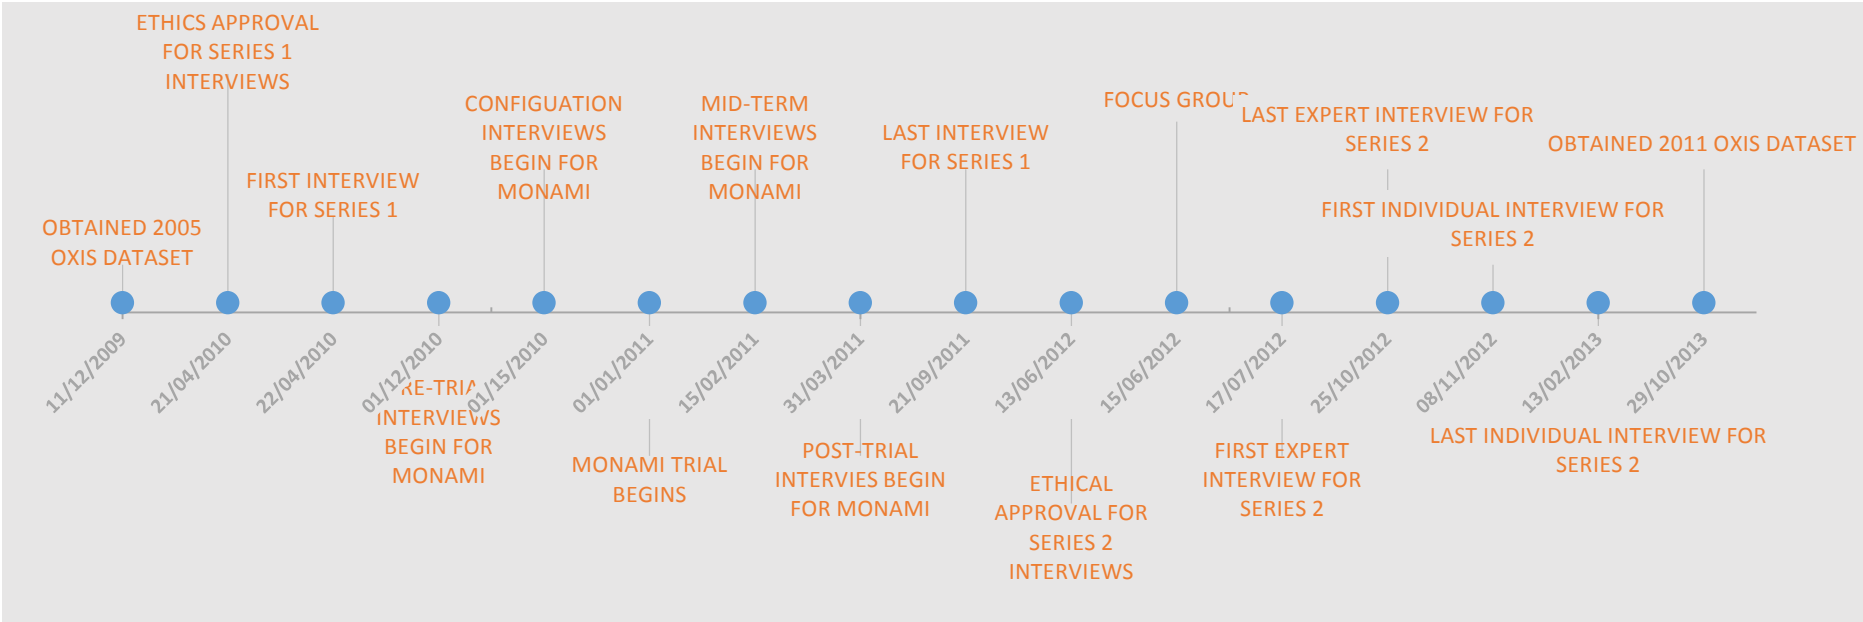 ETHICS APPROVAL
FOR SERIES 1
INTERVIEWS
CONFIGUATION
INTERVIEWS
BEGIN FOR
MONAMI
MID-TERM
INTERVIEWS
BEGIN FOR
MONAMI
FOCUS GROUP
LAST EXPERT INTERVIEW FOR
SERIES 2
LAST INTERVIEW
FOR SERIES 1
OBTAINED 2011 OXIS DATASET
FIRST INTERVIEW
FOR SERIES 1
FIRST INDIVIDUAL INTERVIEW FOR
SERIES 2
OBTAINED 2005
OXIS DATASET
11/12/2009
21/04/2010
22/04/2010
01/12/2010
01/15/2010
01/01/2011
15/02/2011
31/03/2011
21/09/2011
13/06/2012
15/06/2012
17/07/2012
25/10/2012
08/11/2012
13/02/2013
29/10/2013
RE-TRIA
INTERVIEWS
BEGIN FOR
MONAMI
MONAMI TRIAL
BEGINS
POST-TRIAL
INTERVIES BEGIN
FOR MONAMI
ETHICAL
APPROVAL FOR
SERIES 2
INTERVIEWS
FIRST EXPERT
INTERVIEW FOR
SERIES 2
LAST INDIVIDUAL INTERVIEW FOR
SERIES 2